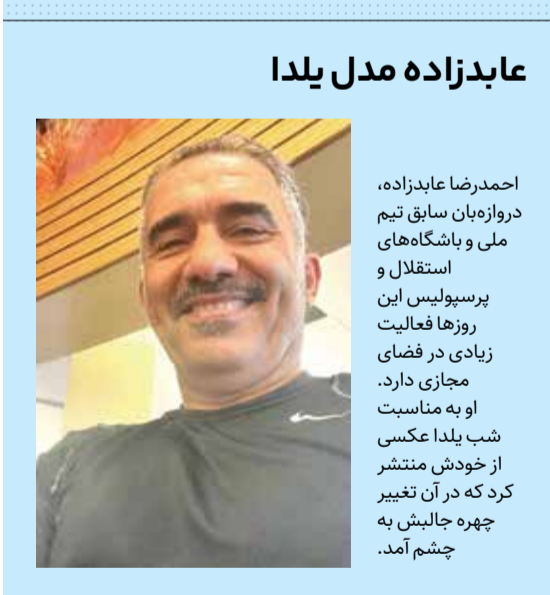 عابدزاده مدل یلدا
احمدرضا عابدزاده،
دروازه‌بان سابق تیم
ملی و باشگاه‌های
استقلال و
پرسپولیس این
روزها فعالیت
زیادی در فضای
مجازی دارد.
او به مناسبت
شب یلدا عکسی
از خودش منتشر
کرد که در آن تغییر
چهره جالبش به
چشم آمد.